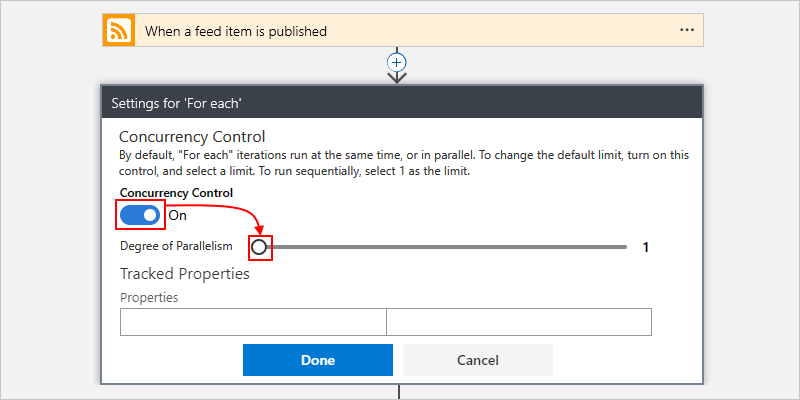 When a feed item is published
Settings for 'For each'
Concurrency Control
By default, "For each" iterations run at the same time, or in parallel. To change the default limit, turn on this
control, and select a limit. To run sequentially, select 1 as the limit.
Concurrency Control
On
Degree of Parallelism 1
Tracked Properties
Properties
Done Cancel